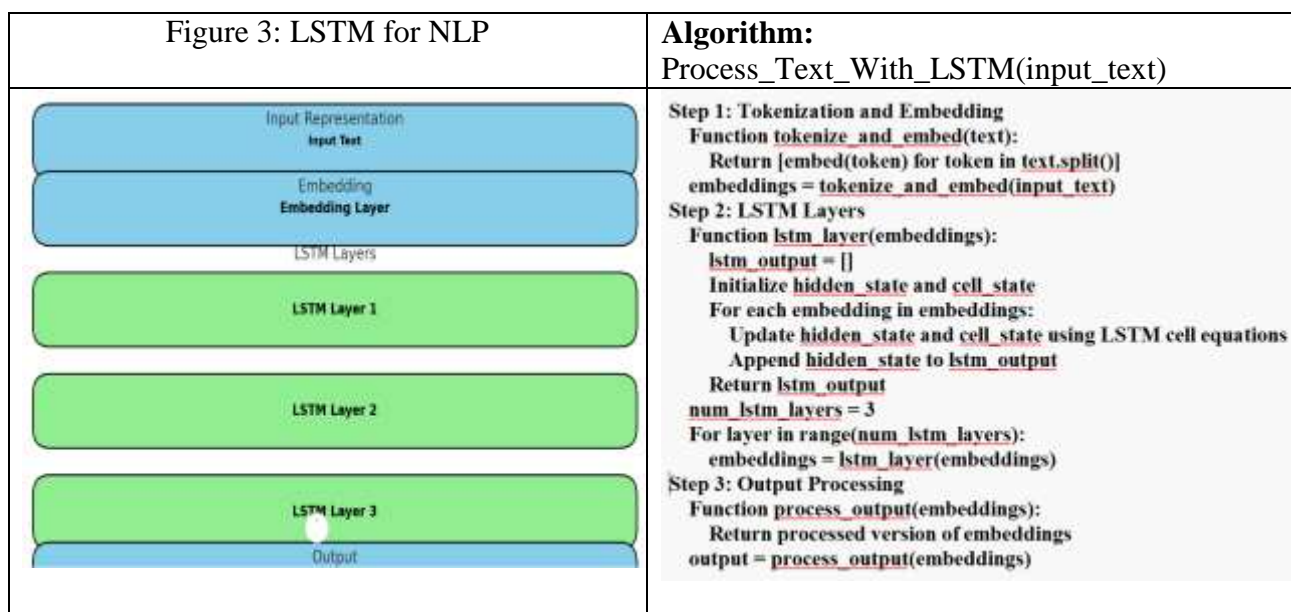 Figure 3: LSTM for NLP
Algorithm:
Process_Text_With_LSTM(input_text)
Input Representation
Input Text
Embedding
Embedding Layer
LSTM Layers
LSTM Layer 1
LSTM Layer 2
LSTM Layer 3
Output
Step 1: Tokenization and Embedding
Function tokenize_and_embed(text):
Return [embed(token) for token in text.split()]
embeddings = tokenize_and_embed(input_text)
Step 2: LSTM Layers
Function lstm_layer(embeddings):
lstm_output = []
Initialize hidden_state and cell_state
For each embedding in embeddings:
Update hidden_state and cell_state using LSTM cell equations
Append hidden_state to lstm_output
Return lstm_output
num_lstm_layers = 3
For layer in range(num_lstm_layers):
embeddings = lstm_layer(embeddings)
Step 3: Output Processing
Function process_output(embeddings):
Return processed version of embeddings
output = process_output(embeddings)